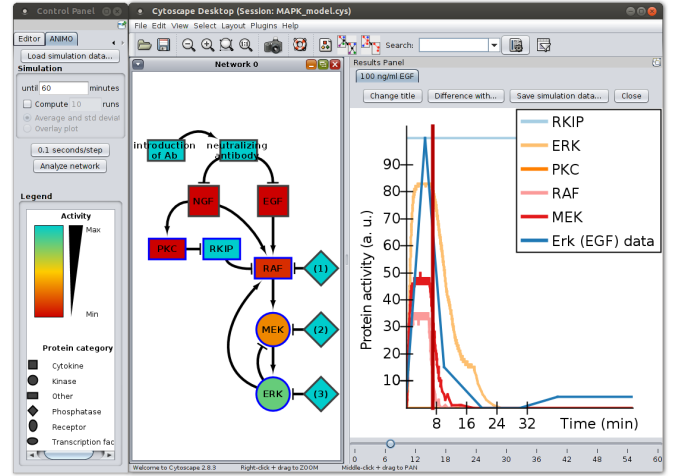 Control Panel
Editor
ANIMO
Load simulation data...
Simulation
until 60 minutes
Compute 10 runs
Average and std deviat
Overlay plot
0.1 seconds/step
Analyze network
Legend
Activity
Max
Min
Protein category
Cytokine
Kinase
Other
Phosphatase
Receptor
Transcription fac
Cytoscape Desktop (Session: MAPK_model.cys)
File Edit View Select Layout Plugins Help
Search:
Network 0
introduction
of Ab
neutralizing
antibody
NGF
EGF
PKC
RKIP
RAF
(1)
MEK
(2)
ERK
(3)
Results Panel
100 ng/ml EGF
Change title
Difference with...
Save simulation data...
Close
RKIP
ERK
PKC
RAF
MEK
Erk (EGF) data
Protein activity (a. u.)
90
80
70
60
50
40
30
20
10
8 16 24 32 Time (min)
0 6 12 18 24 30 36 42 48 54 60
Welcome to Cytoscape 2.8.3 Right-click + drag to ZOOM Middle-click + drag to PAN